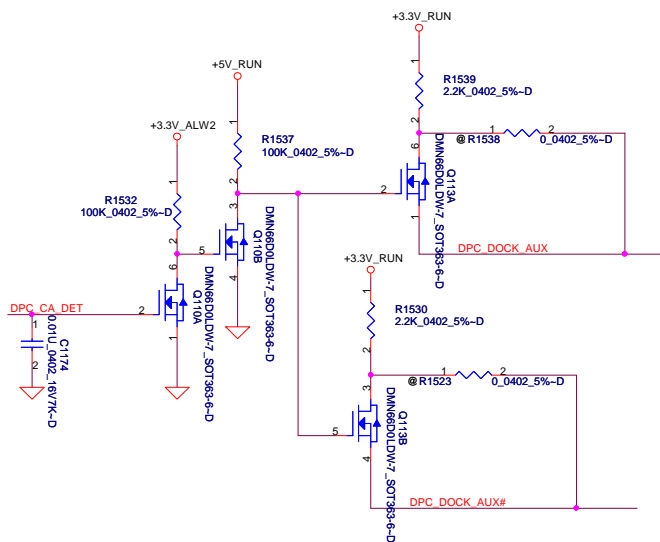 +3.3V_RUN
1
R1539
2.2K_0402_5%~D
2
+5V_RUN
1
R1537
100K_0402_5%~D
2
+3.3V_ALW2
1
R1532
100K_0402_5%~D
2
@R1538
1
2
0_0402_5%~D
6
2
1
Q113A
DMN66D0LDW-7_SOT363-6~D
DPC_DOCK_AUX
3
5
4
Q110B
DMN66D0LDW-7_SOT363-6~D
DPC_CA_DET
6
2
1
Q110A
DMN66D0LDW-7_SOT363-6~D
1
2
C1174
0.01U_0402_16V7K~D
+3.3V_RUN
1
R1530
2.2K_0402_5%~D
2
@R1523
1
2
0_0402_5%~D
3
5
4
Q113B
DMN66D0LDW-7_SOT363-6~D
DPC_DOCK_AUX#